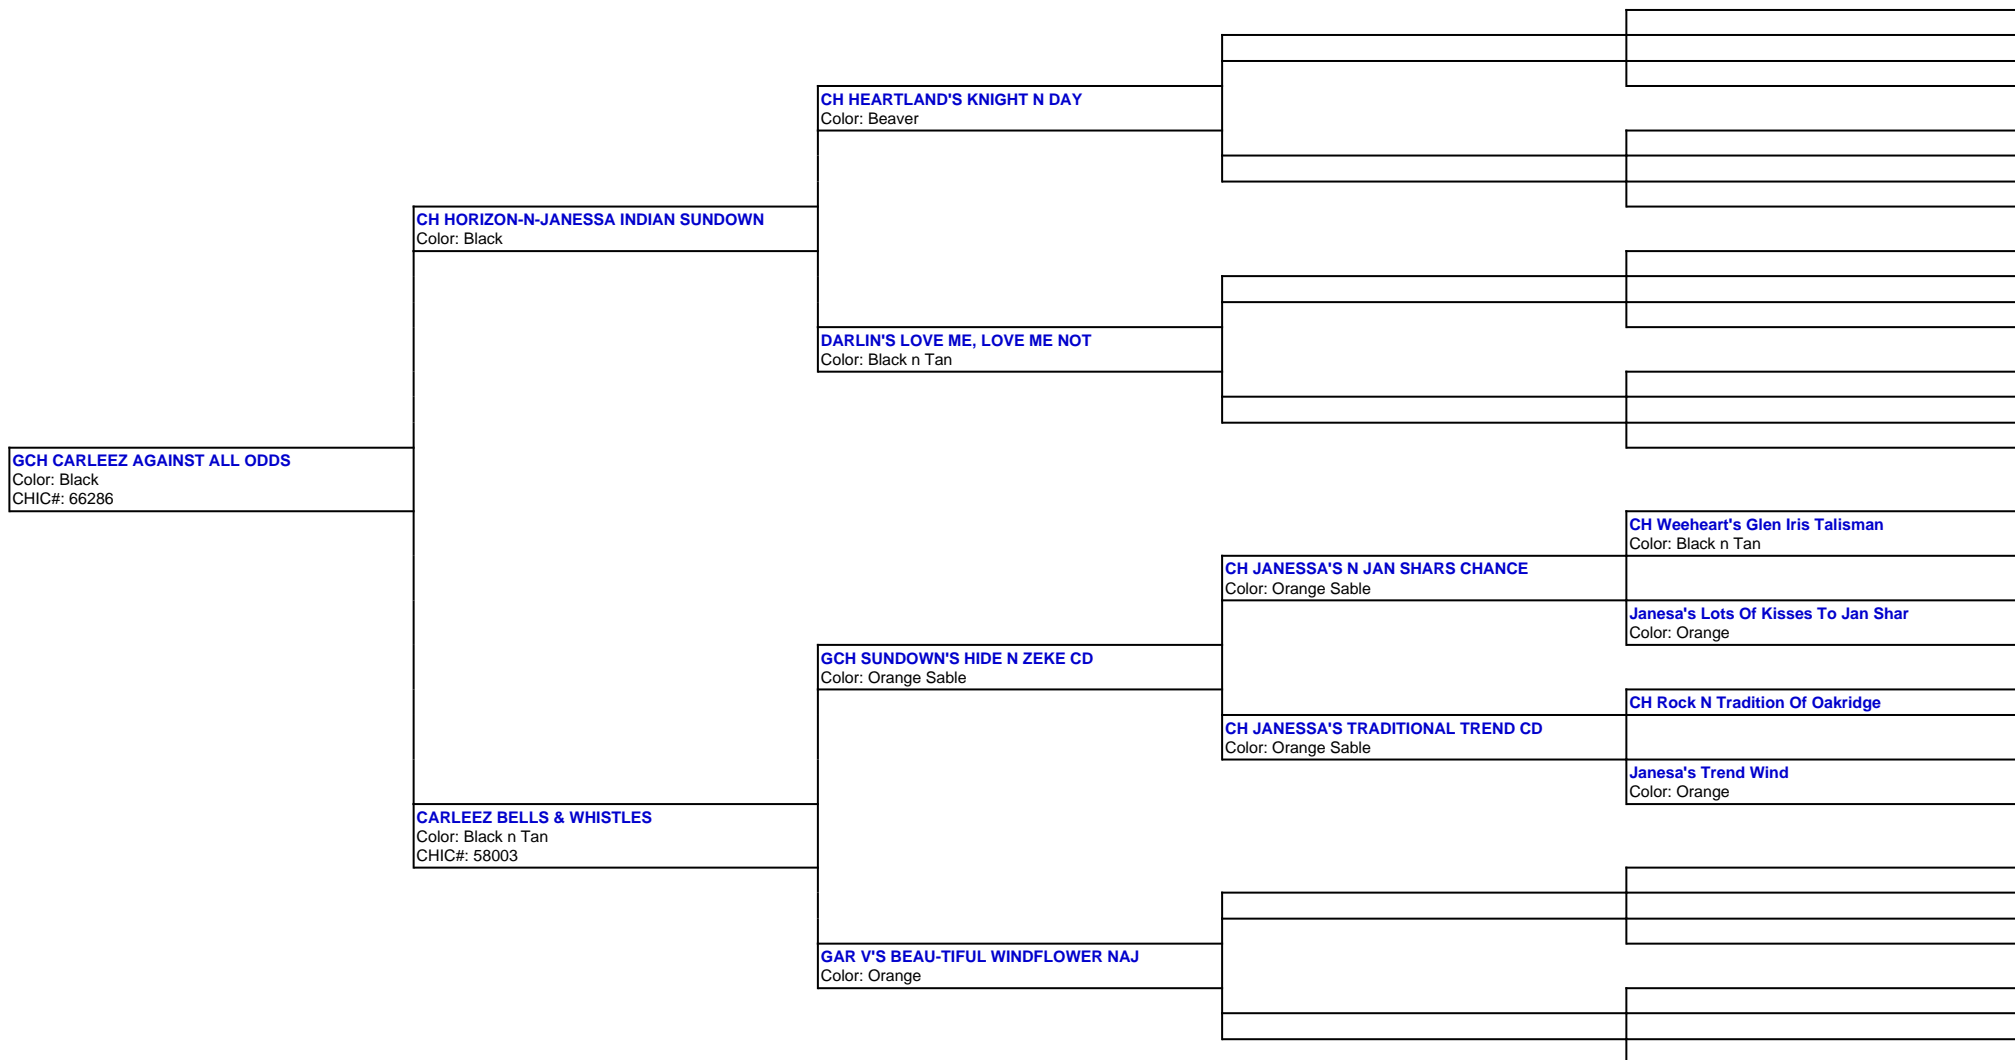 CH HEARTLAND'S KNIGHT N DAY
Color: Beaver
CH HORIZON-N-JANESSA INDIAN SUNDOWN
Color: Black
DARLIN'S LOVE ME, LOVE ME NOT
Color: Black n Tan
GCH CARLEEZ AGAINST ALL ODDS
Color: Black
CHIC#: 66286
CH Weeheart's Glen Iris Talisman
Color: Black n Tan
CH JANESSA'S N JAN SHARS CHANCE
Color: Orange Sable
Janesa's Lots Of Kisses To Jan Shar
Color: Orange
GCH SUNDOWN'S HIDE N ZEKE CD
Color: Orange Sable
CH Rock N Tradition Of Oakridge
CH JANESSA'S TRADITIONAL TREND CD
Color: Orange Sable
Janesa's Trend Wind
Color: Orange
CARLEEZ BELLS & WHISTLES
Color: Black n Tan
CHIC#: 58003
GAR V'S BEAU-TIFUL WINDFLOWER NAJ
Color: Orange